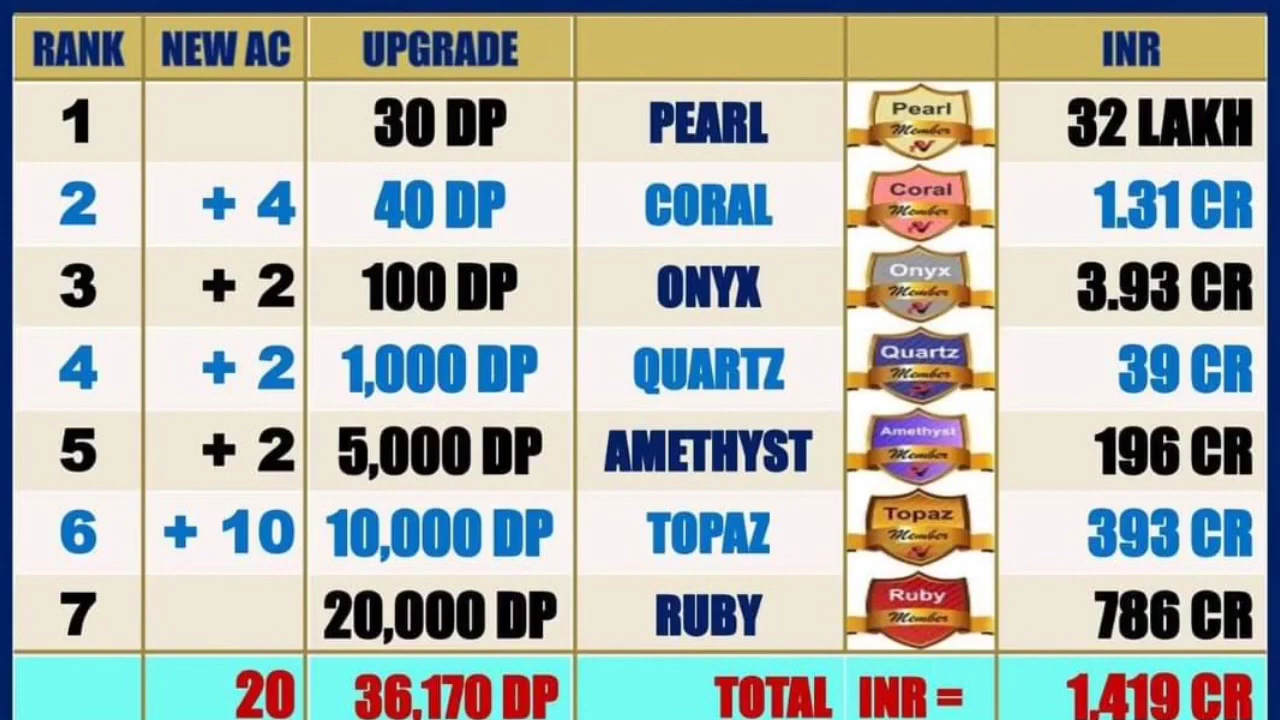 RANK NEW AC UPGRADE INR
1 30 DP PEARL Pearl Member 32 LAKH
2 + 4 40 DP CORAL Coral Member 1.31 CR
3 + 2 100 DP ONYX Onyx Member 3.93 CR
4 + 2 1,000 DP QUARTZ Quartz Member 39 CR
5 + 2 5,000 DP AMETHYST Amethyst Member 196 CR
6 + 10 10,000 DP TOPAZ Topaz Member 393 CR
7 20,000 DP RUBY Ruby Member 786 CR
20 36,170 DP TOTAL INR = 1,419 CR